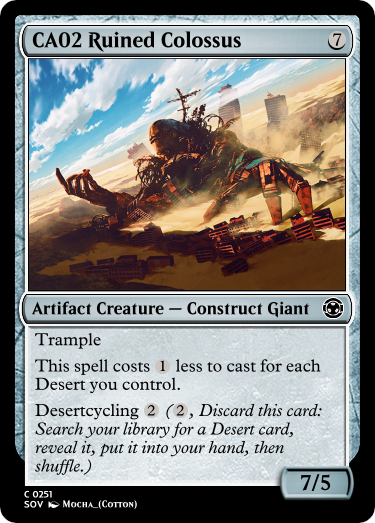 CA02 Ruined Colossus 7
Artifact Creature — Construct Giant
Trample
This spell costs 1 less to cast for each
Desert you control.
Desertcycling 2 (2, Discard this card:
Search your library for a Desert card,
reveal it, put it into your hand, then
shuffle.)
7/5
C 0251
SOV Mocha_(Cotton)